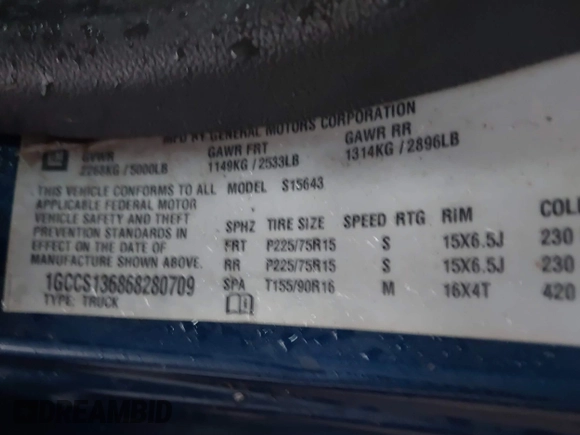 MFD BY GENERAL MOTORS CORPORATION
GM GVWR GAWR FRT GAWR RR
2268KG / 5000LB 1149KG / 2533LB 1314KG / 2896LB
THIS VEHICLE CONFORMS TO ALL MODEL S15643
APPLICABLE FEDERAL MOTOR
VEHICLE SAFETY AND THEFT SPHZ TIRE SIZE SPEED RTG RIM COL
PREVENTION STANDARDS IN
EFFECT ON THE DATE OF FRT P225/75R15 S 15X6.5J 230
MANUFACTURE SHOWN ABOVE. RR P225/75R15 S 15X6.5J 230
1GCCS136868280709 SPA T155/90R16 M 16X4T 420
TYPE: TRUCK
DREAMBID